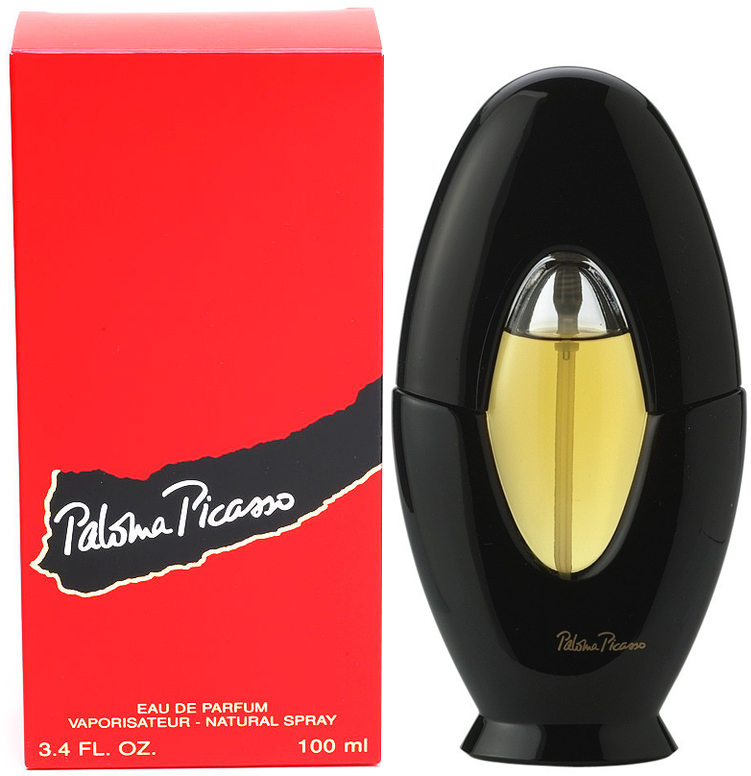 Paloma Picasso
EAU DE PARFUM
VAPORISATEUR - NATURAL SPRAY
3.4 FL. OZ. 100 ml
Paloma Picasso